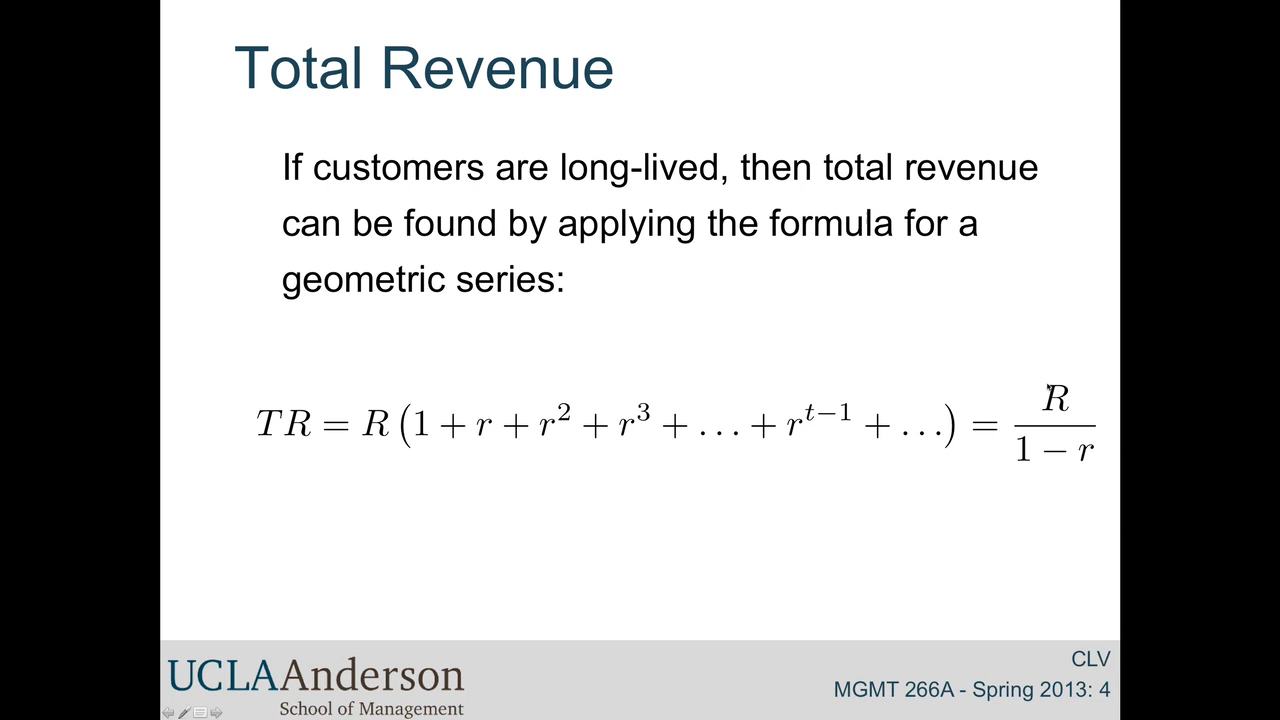 Total Revenue
If customers are long-lived, then total revenue
can be found by applying the formula for a
geometric series:
TR = R (1 + r + r² + r³ + . . . + r^{t−1} + . . .) = R / (1 − r)
UCLAAnderson
School of Management
CLV
MGMT 266A - Spring 2013: 4